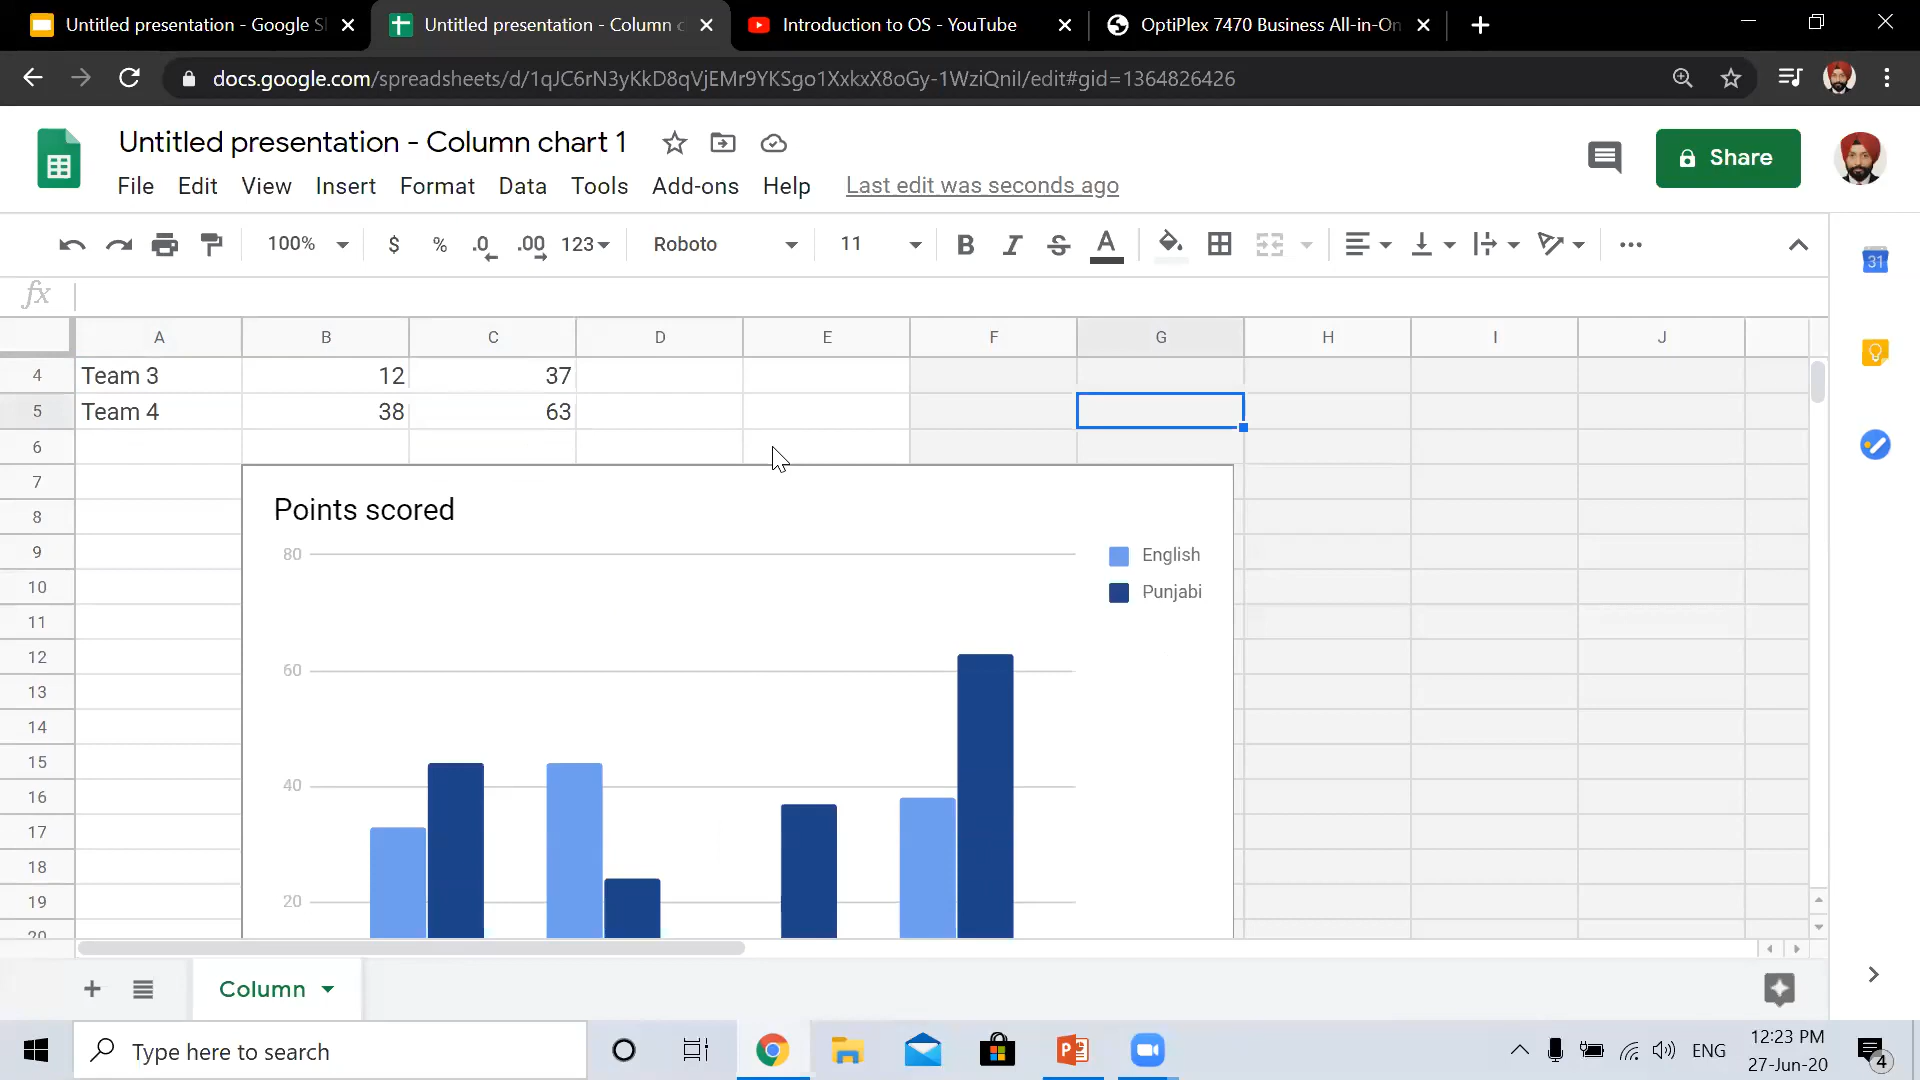 Untitled presentation - Google Sl
Untitled presentation - Column c
Introduction to OS - YouTube
OptiPlex 7470 Business All-in-On
docs.google.com/spreadsheets/d/1qJC6rN3yKkD8qVjEMr9YKSgo1XxkxX8oGy-1WziQniI/edit#gid=1364826426
Untitled presentation - Column chart 1
Share
File Edit View Insert Format Data Tools Add-ons Help Last edit was seconds ago
100% $ % .0 .00 123 Roboto 11 B I S A
31
fx
A B C D E F G H I J
4 Team 3 12 37
5 Team 4 38 63
6
7
8 Points scored
9 80 English
10 Punjabi
11
12 60
13
14
15
16 40
17
18
19 20
20
Column
Type here to search
ENG
12:23 PM
27-Jun-20
4